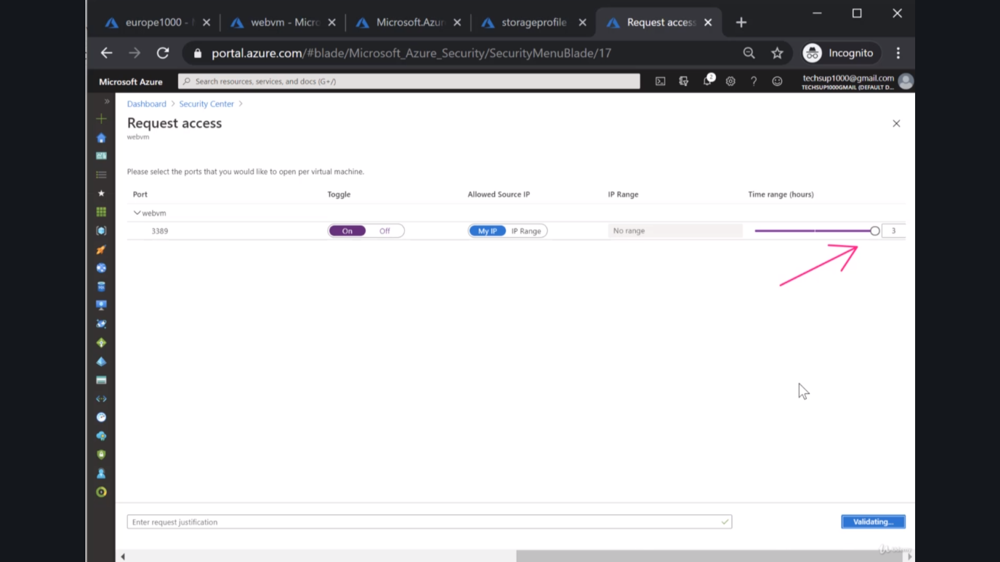 europe1000 -
webvm - Micro
Microsoft.Azur
storageprofile
Request access
portal.azure.com/#blade/Microsoft_Azure_Security/SecurityMenuBlade/17
Incognito
Microsoft Azure
Search resources, services, and docs (G+/)
2
techsup1000@gmail.com
TECHSUP1000GMAIL (DEFAULT D...
Dashboard > Security Center >
Request access
webvm
Please select the ports that you would like to open per virtual machine.
Port Toggle Allowed Source IP IP Range Time range (hours)
webvm
3389 On Off My IP IP Range No range 3
Enter request justification
Validating...
Udemy